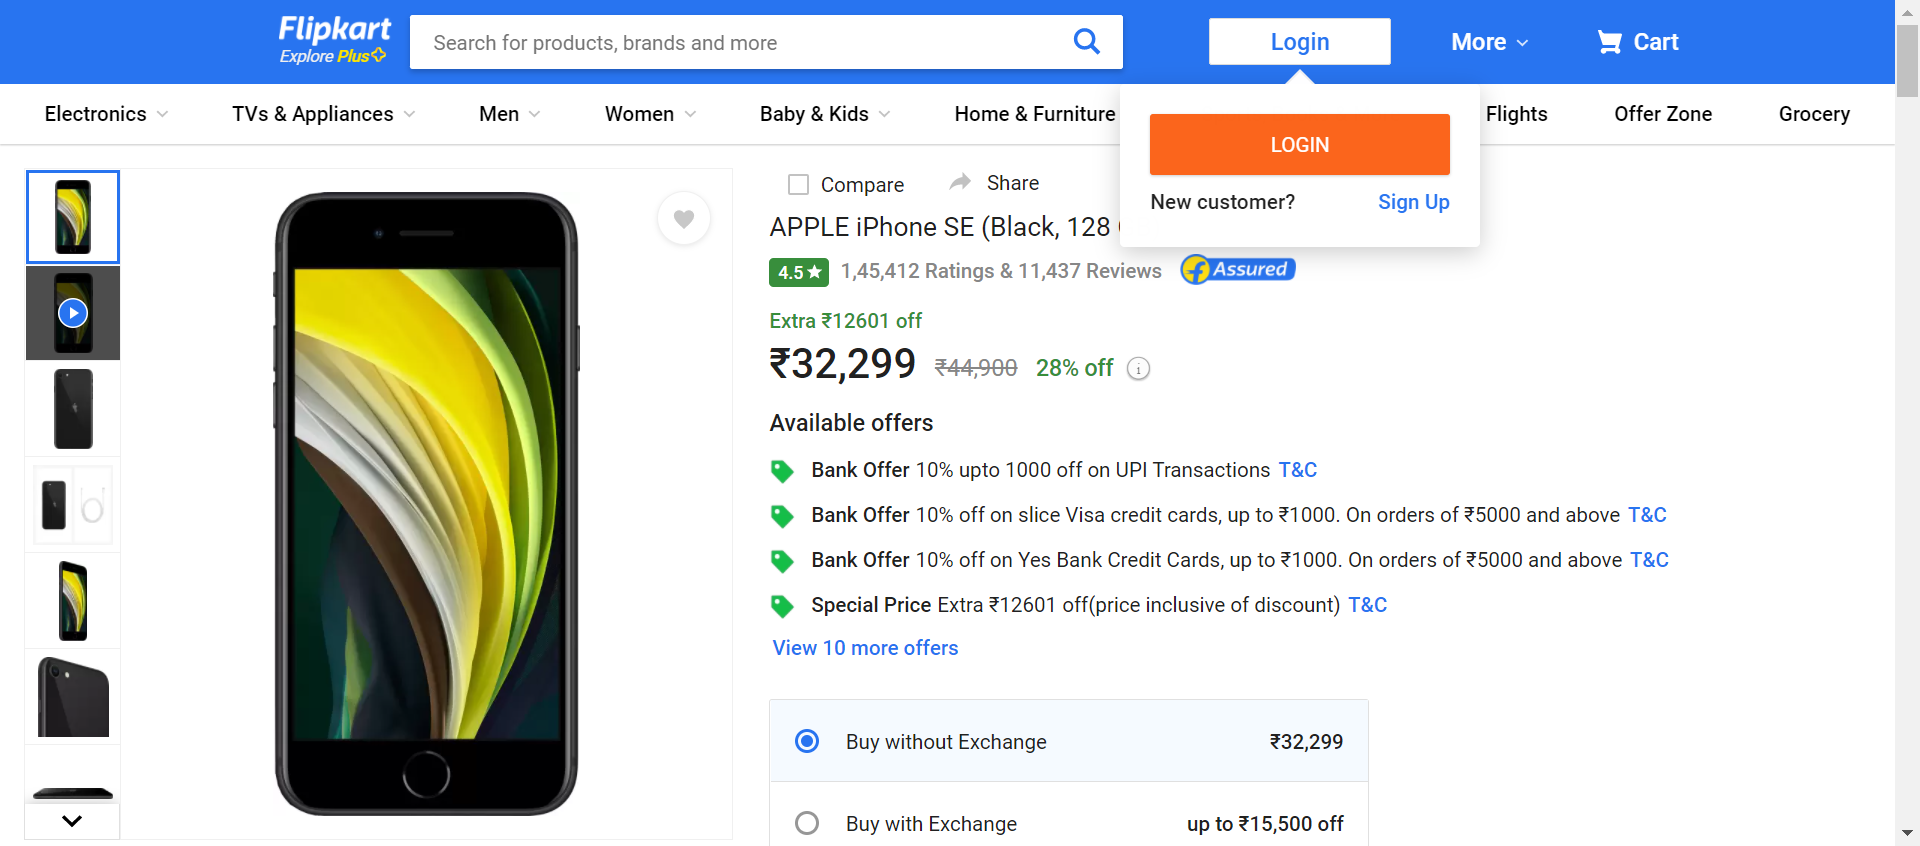 Flipkart
Explore Plus
Search for products, brands and more
Login
More
Cart
Electronics
TVs & Appliances
Men
Women
Baby & Kids
Home & Furniture
Flights
Offer Zone
Grocery
LOGIN
New customer? Sign Up
Compare
Share
APPLE iPhone SE (Black, 128
4.5★ 1,45,412 Ratings & 11,437 Reviews Assured
Extra ₹12601 off
₹32,299 ₹44,900 28% off
Available offers
Bank Offer 10% upto 1000 off on UPI Transactions T&C
Bank Offer 10% off on slice Visa credit cards, up to ₹1000. On orders of ₹5000 and above T&C
Bank Offer 10% off on Yes Bank Credit Cards, up to ₹1000. On orders of ₹5000 and above T&C
Special Price Extra ₹12601 off(price inclusive of discount) T&C
View 10 more offers
Buy without Exchange ₹32,299
Buy with Exchange up to ₹15,500 off